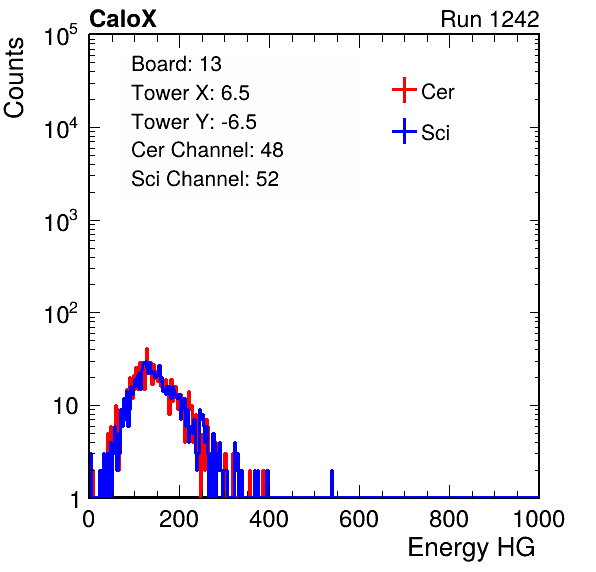 CaloX Run 1242
Counts
Board: 13
Tower X: 6.5
Tower Y: -6.5
Cer Channel: 48
Sci Channel: 52
Cer
Sci
10^5
10^4
10^3
10^2
10
1
0 200 400 600 800 1000
Energy HG